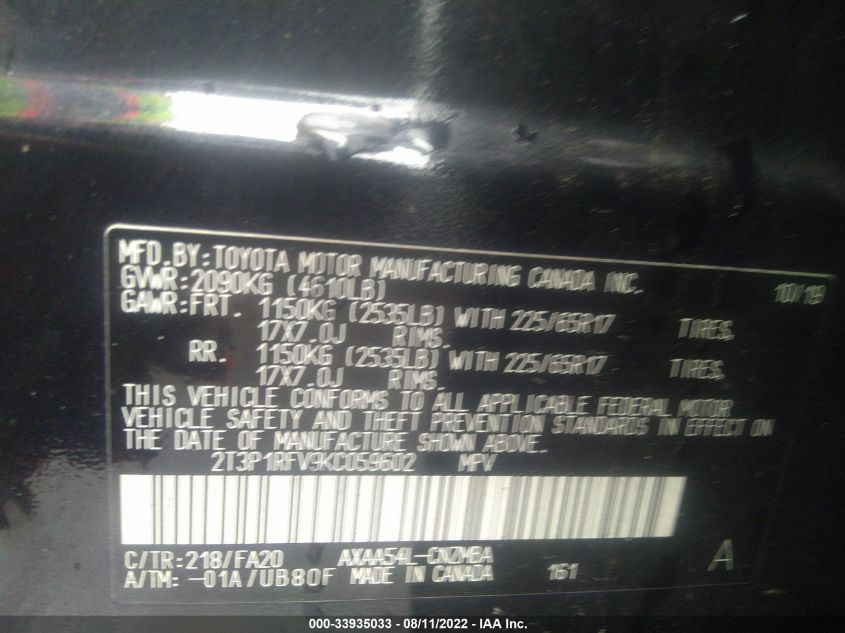 MFD.BY:TOYOTA MOTOR MANUFACTURING CANADA INC. 10/19
GVWR:2090KG (4610LB)
GAWR:FRT. 1150KG (2535LB) WITH 225/65R17 TIRES.
17X7.0J RIMS.
RR. 1150KG (2535LB) WITH 225/65R17 TIRES.
17X7.0J RIMS.
THIS VEHICLE CONFORMS TO ALL APPLICABLE FEDERAL MOTOR
VEHICLE SAFETY AND THEFT PREVENTION STANDARDS IN EFFECT ON
THE DATE OF MANUFACTURE SHOWN ABOVE.
2T3P1RFV9KC059602 MPV
C/TR:218/FA20 AXAA54L-CNZMBA
A/TM: -01A/UB80F MADE IN CANADA 161 A
000-33935033 - 08/11/2022 - IAA Inc.